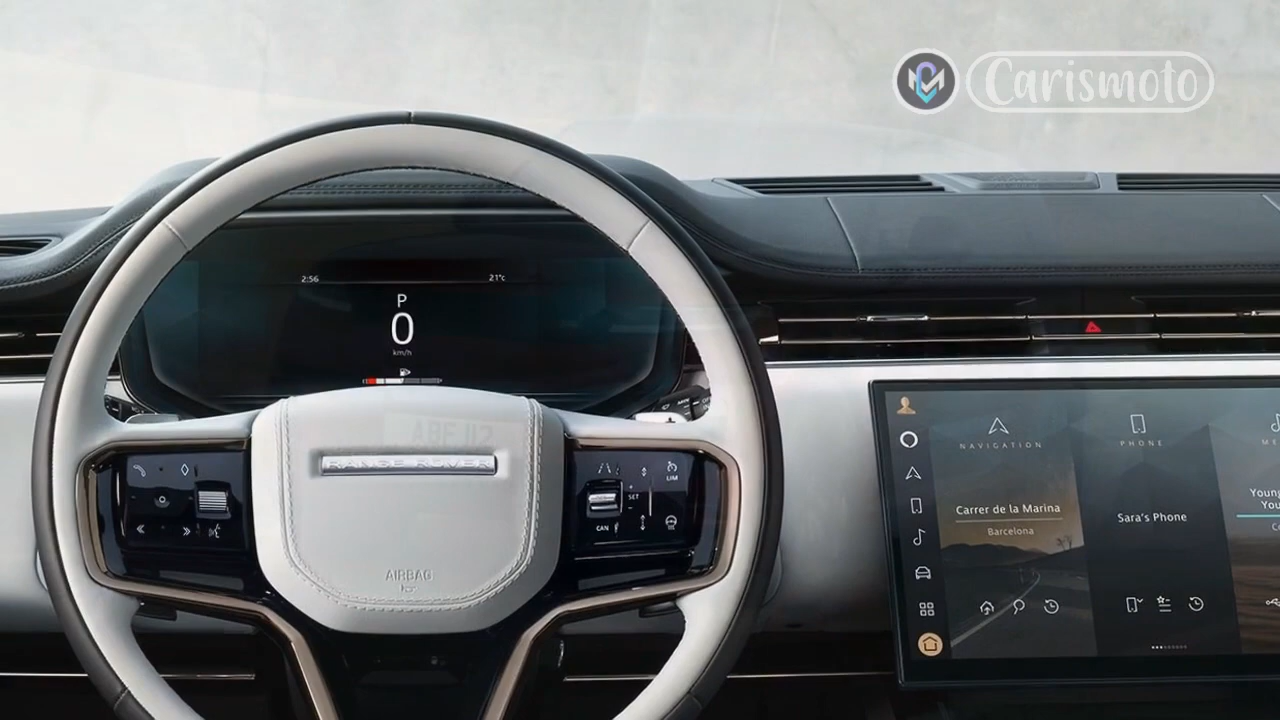 Carismoto
2:56
21°c
P
0
km/h
RANGE ROVER
AIRBAG
LIM
SET
CAN
NAVIGATION
PHONE
Carrer de la Marina
Barcelona
Sara's Phone